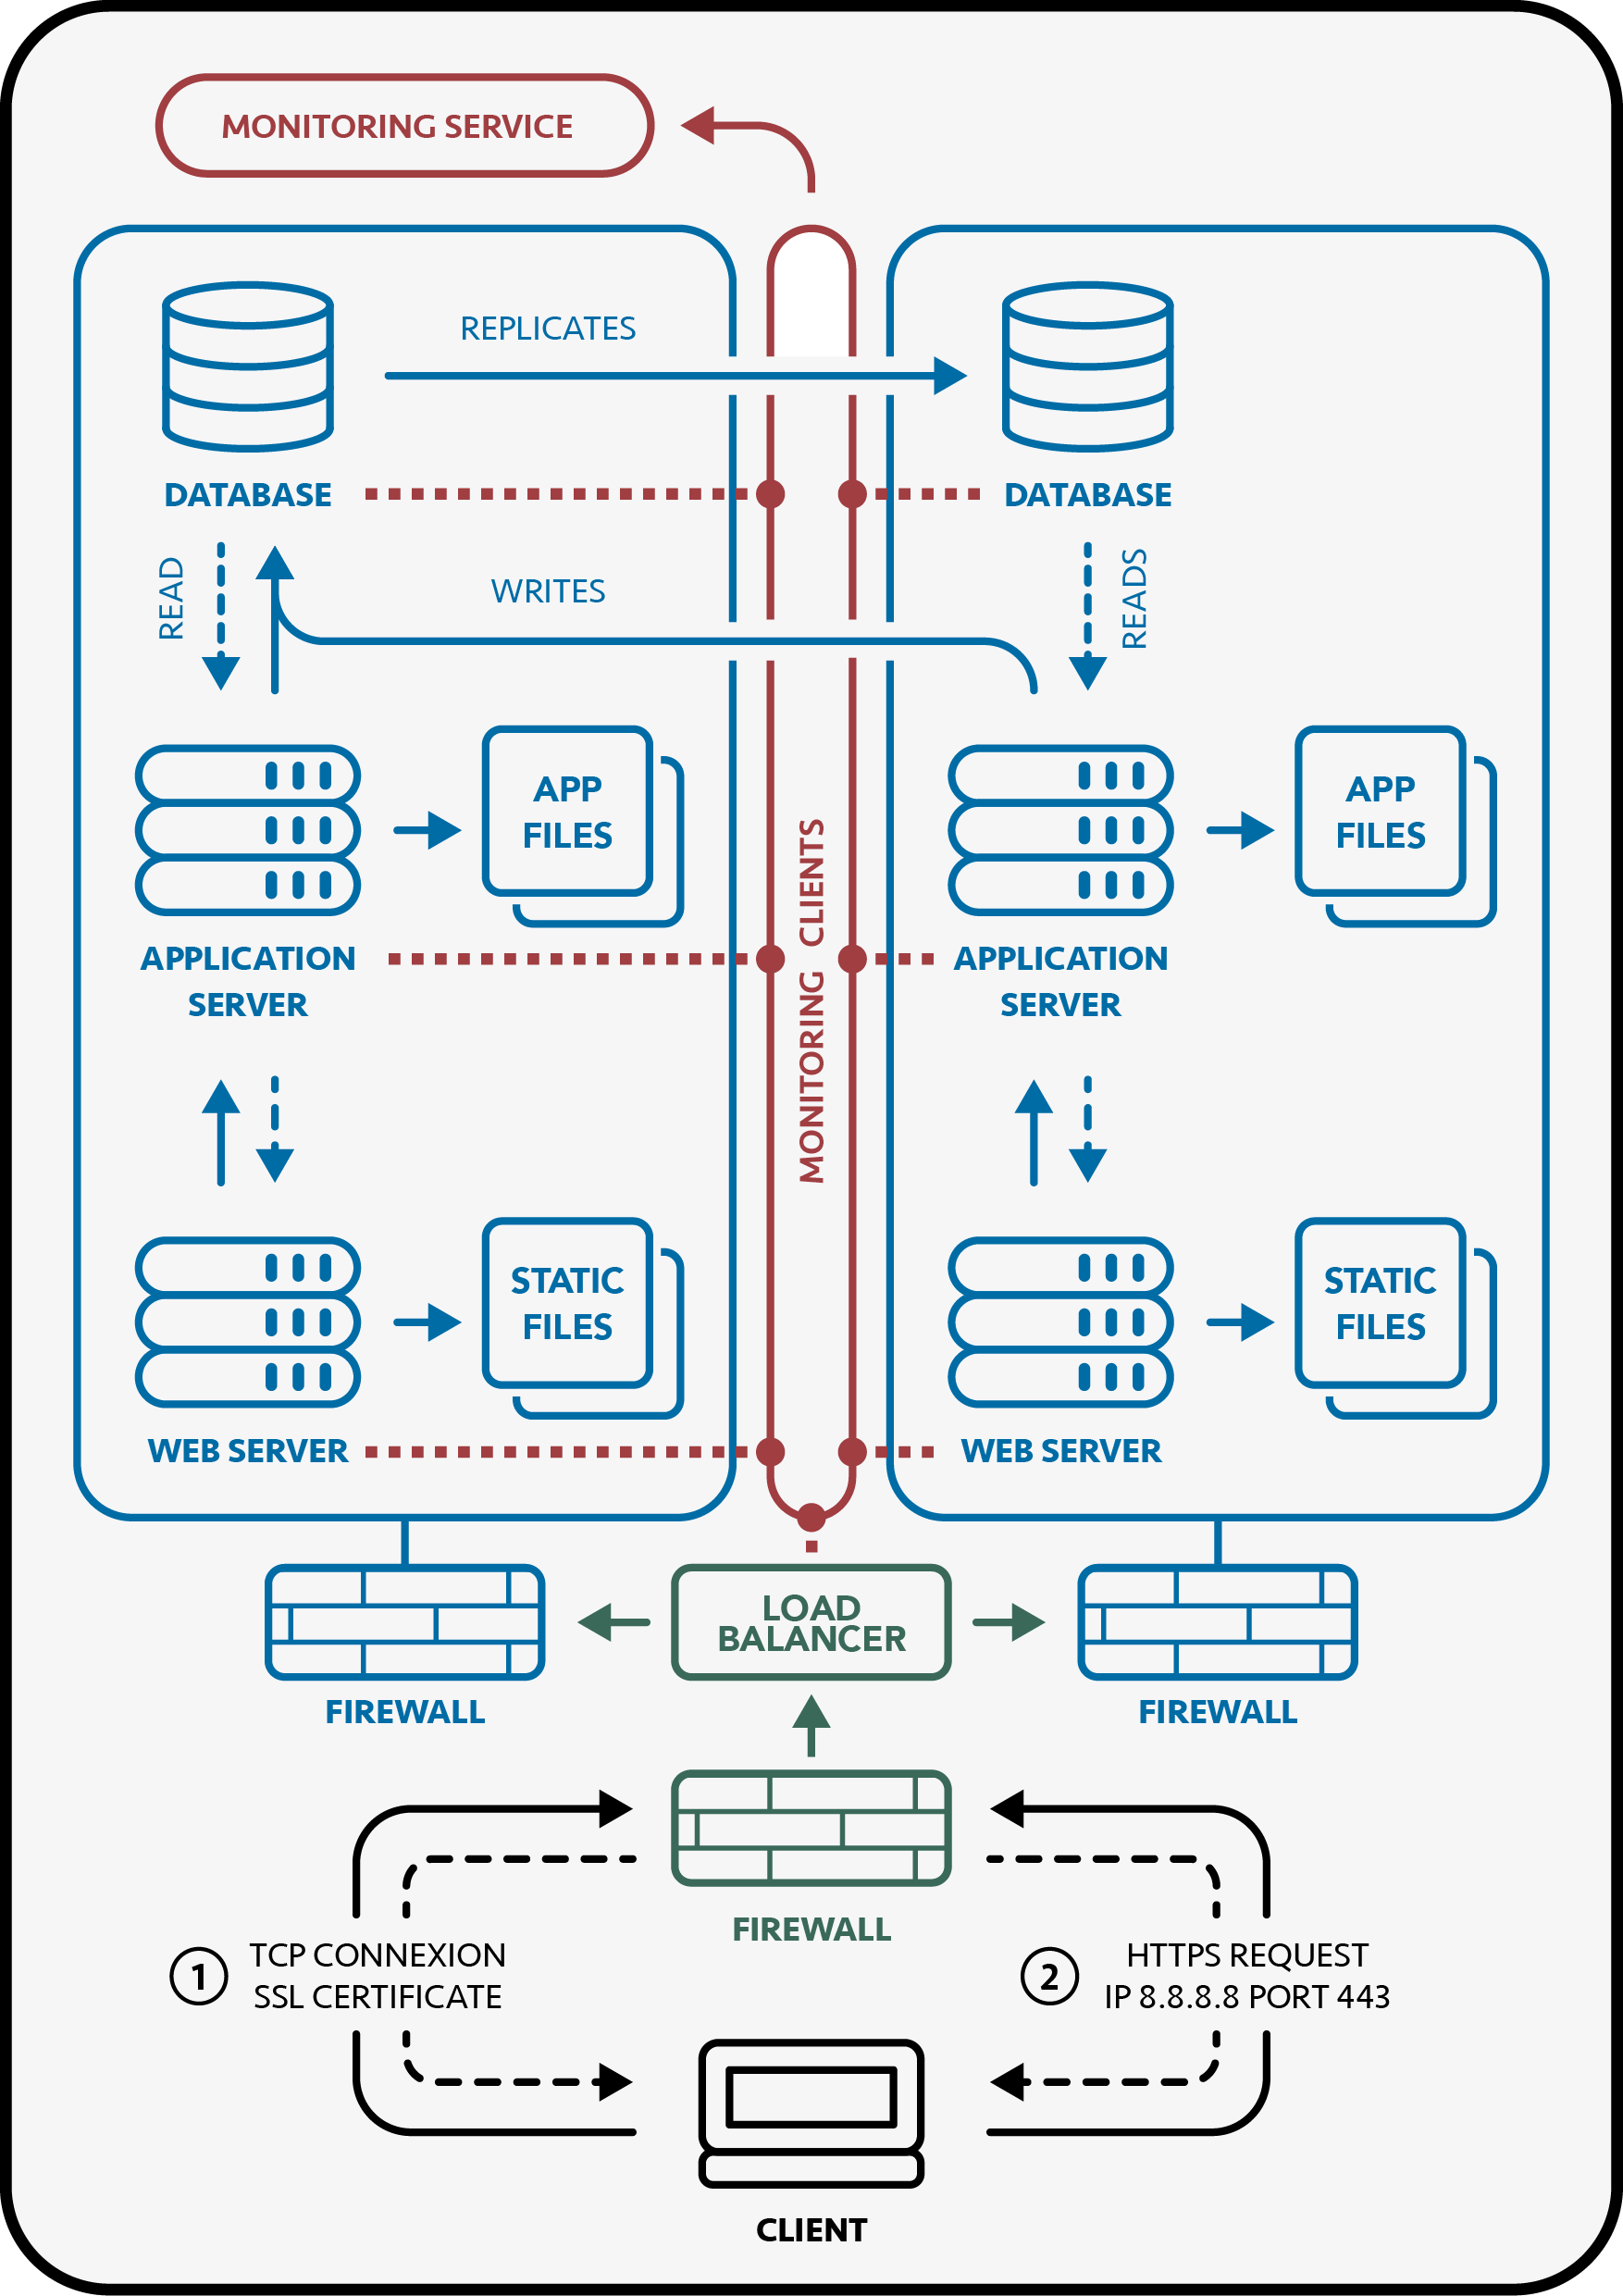 MONITORING SERVICE
REPLICATES
DATABASE
DATABASE
READ
WRITES
READS
APP
FILES
APP
FILES
MONITORING CLIENTS
APPLICATION
SERVER
APPLICATION
SERVER
STATIC
FILES
STATIC
FILES
WEB SERVER
WEB SERVER
LOAD
BALANCER
FIREWALL
FIREWALL
FIREWALL
1
TCP CONNEXION
SSL CERTIFICATE
2
HTTPS REQUEST
IP 8.8.8.8 PORT 443
CLIENT